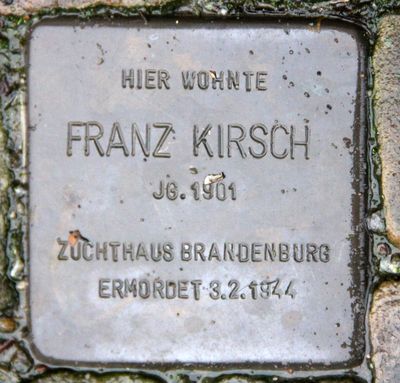 HIER WOHNTE
FRANZ KIRSCH
JG. 1901
ZUCHTHAUS BRANDENBURG
ERMORDET 3.2.1944